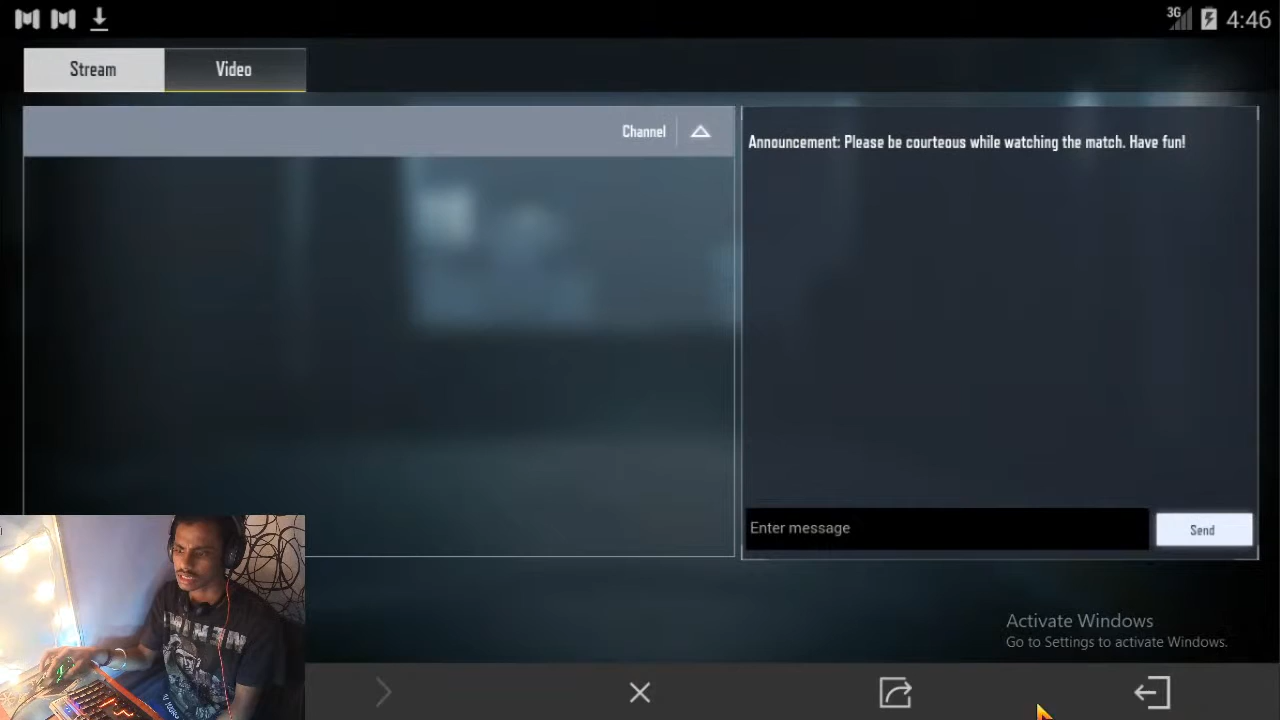 3G
4:46
Stream
Video
Channel
Announcement: Please be courteous while watching the match. Have fun!
Enter message
Send
Activate Windows
Go to Settings to activate Windows.